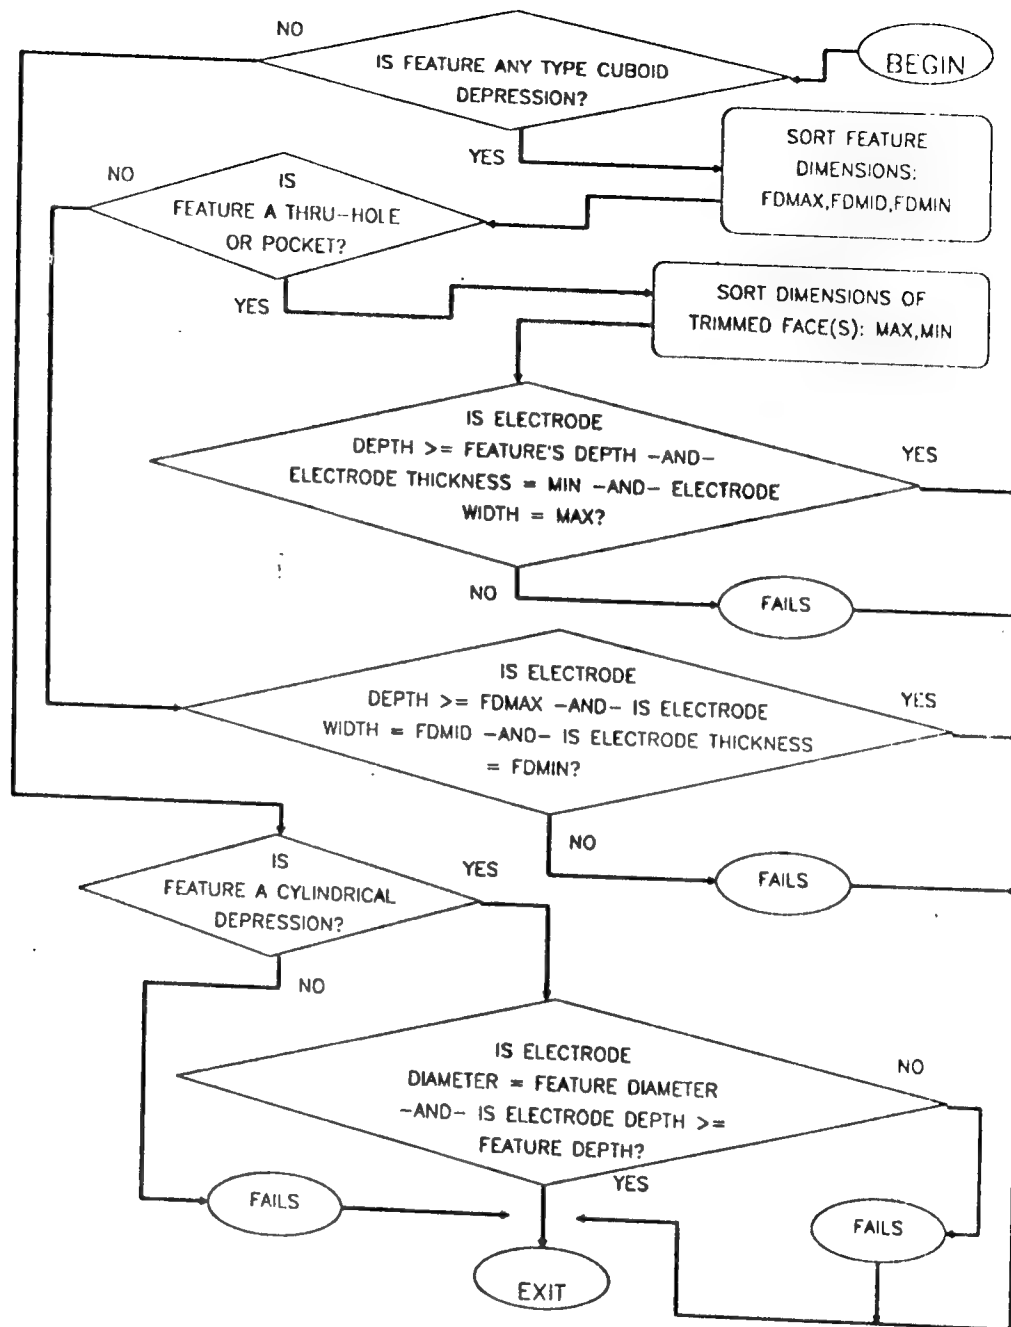 BEGIN
NO
IS FEATURE ANY TYPE CUBOID
DEPRESSION?
YES
SORT FEATURE
DIMENSIONS:
FDMAX,FDMID,FDMIN
NO
IS
FEATURE A THRU-HOLE
OR POCKET?
YES
SORT DIMENSIONS OF
TRIMMED FACE(S): MAX,MIN
IS ELECTRODE
DEPTH >= FEATURE'S DEPTH -AND-
ELECTRODE THICKNESS = MIN -AND- ELECTRODE
WIDTH = MAX?
YES
NO
FAILS
IS ELECTRODE
DEPTH >= FDMAX -AND- IS ELECTRODE
WIDTH = FDMID -AND- IS ELECTRODE THICKNESS
= FDMIN?
YES
NO
FAILS
IS
FEATURE A CYLINDRICAL
DEPRESSION?
YES
NO
IS ELECTRODE
DIAMETER = FEATURE DIAMETER
-AND- IS ELECTRODE DEPTH >=
FEATURE DEPTH?
NO
YES
FAILS
FAILS
EXIT